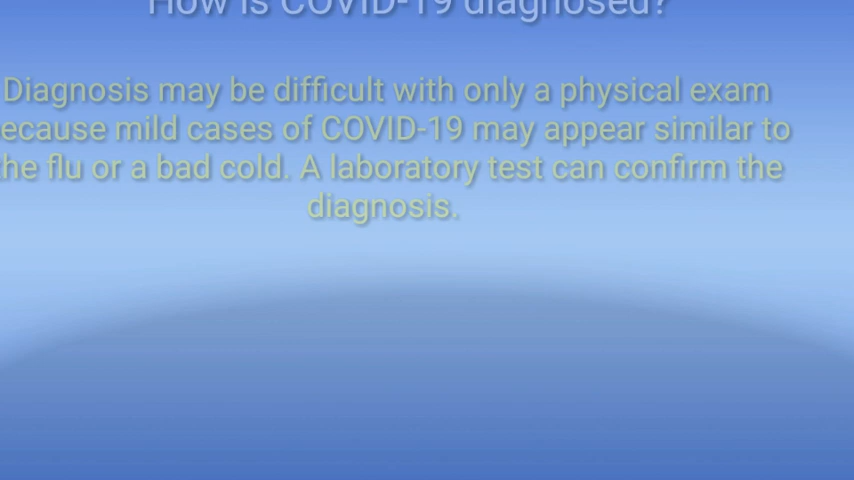 How is COVID-19 diagnosed?
Diagnosis may be difficult with only a physical exam
ecause mild cases of COVID-19 may appear similar to
he flu or a bad cold. A laboratory test can confirm the
diagnosis.